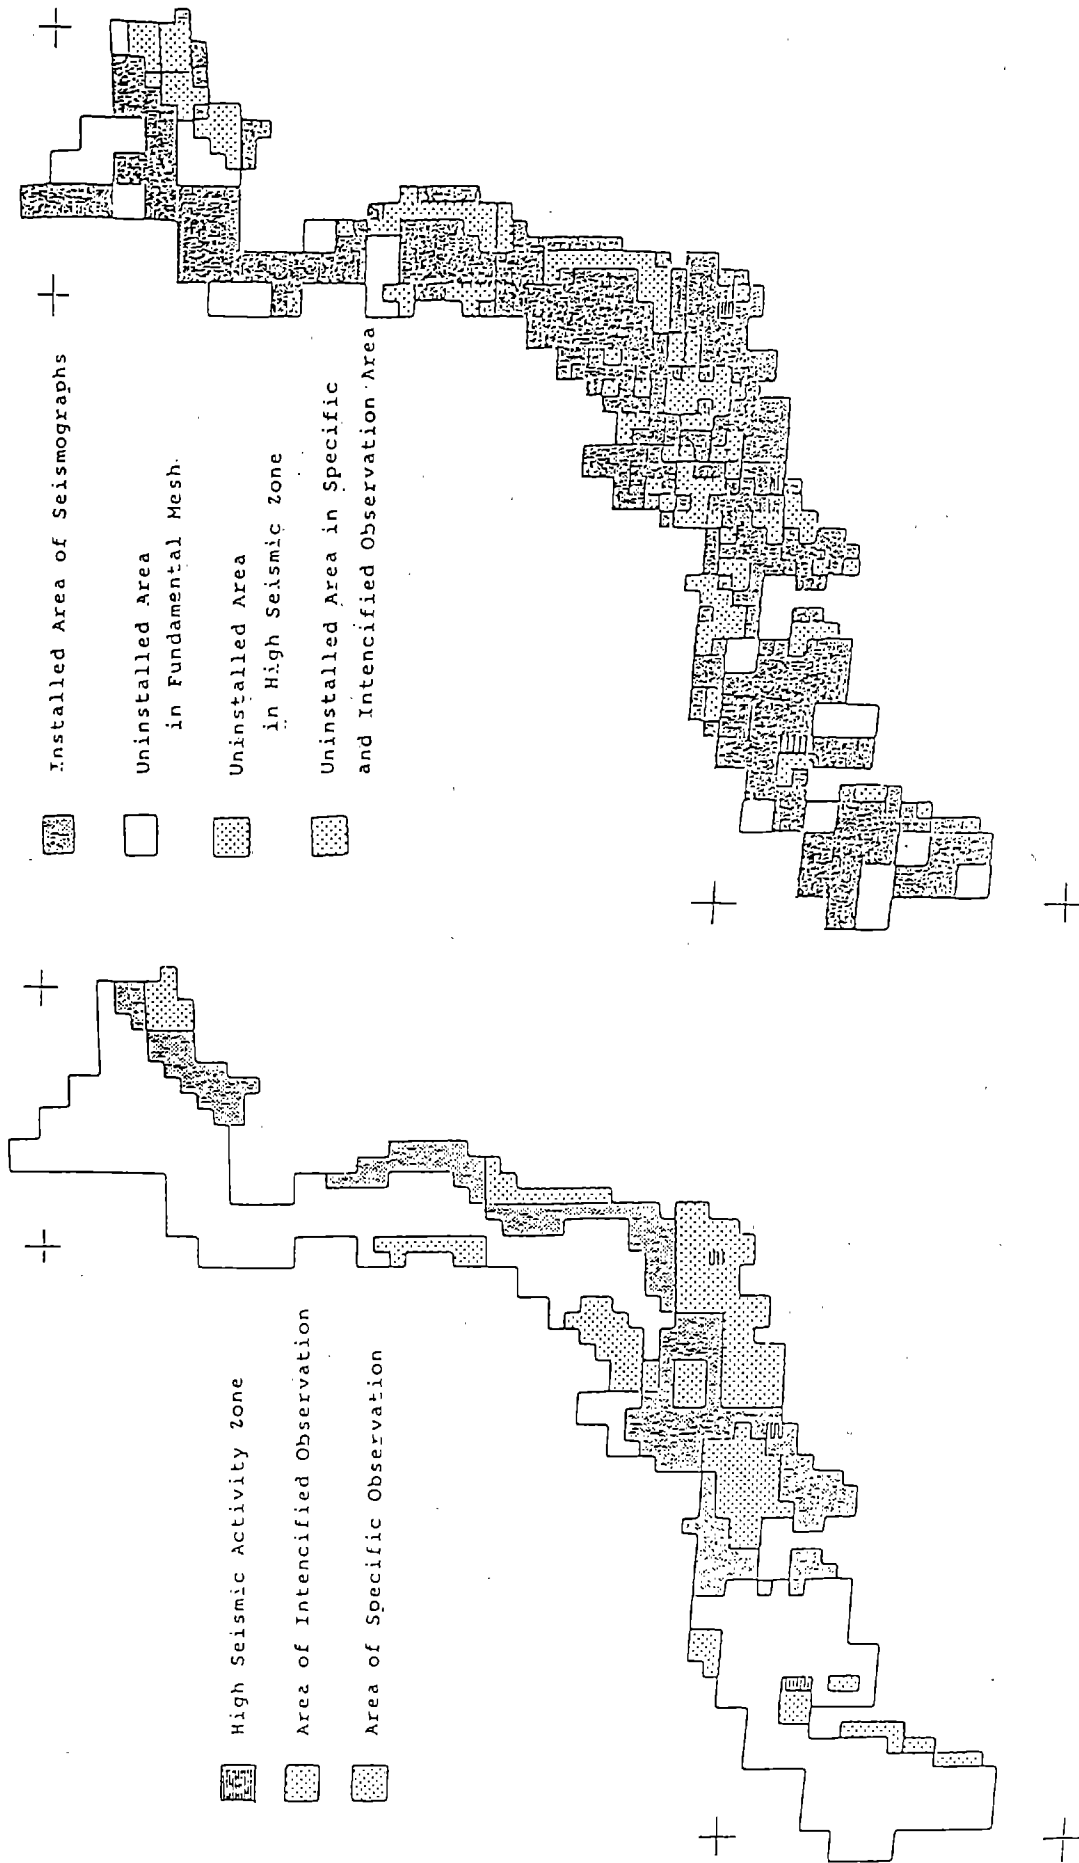 Installed Area of Seismographs
Uninstalled Area
in Fundamental Mesh.
Uninstalled Area
in High Seismic Zone
Uninstalled Area in Specific
and Intencified Observation Area
High Seismic Activity Zone
Area of Intencified Observation
Area of Specific Observation